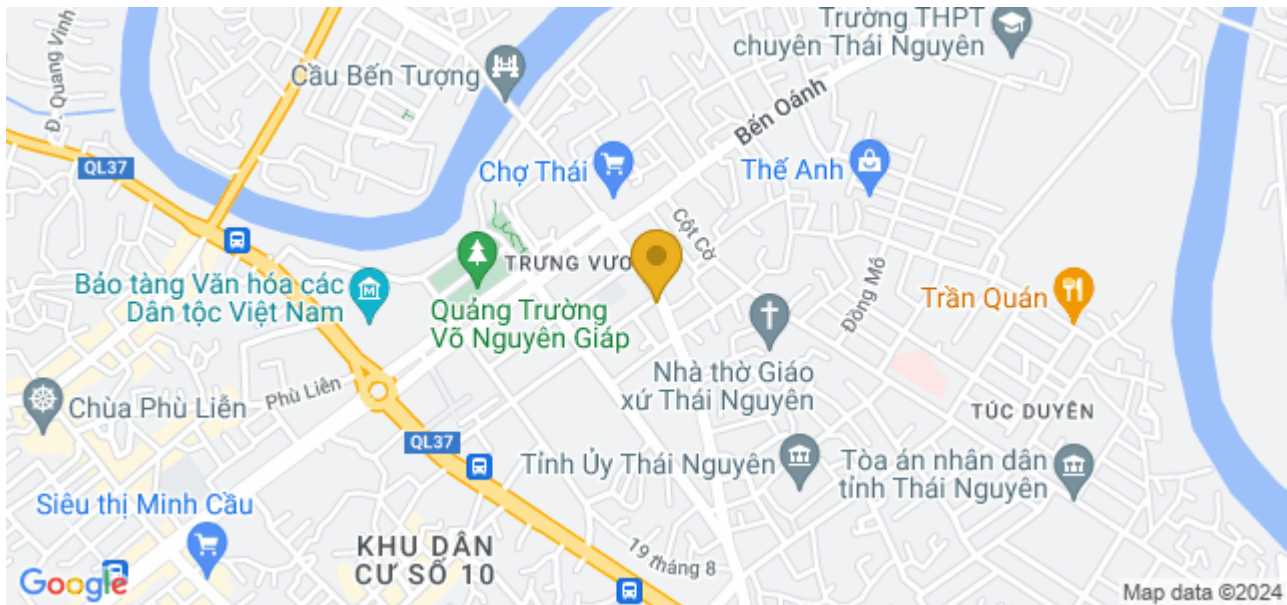 Trường THPT
chuyên Thái Nguyên
Đ. Quang Vinh
Cầu Bến Tượng
Bến Oánh
QL37
Chợ Thái
Thế Anh
Cột Cờ
TRƯNG VƯƠ
Bảo tàng Văn hóa các
Dân tộc Việt Nam
Quảng Trường
Võ Nguyên Giáp
Đồng Mỏ
Trần Quán
Nhà thờ Giáo
xứ Thái Nguyên
Phù Liễn
Chùa Phù Liễn
TÚC DUYÊN
QL37
Tỉnh Ủy Thái Nguyên
Tòa án nhân dân
tỉnh Thái Nguyên
Siêu thị Minh Cầu
KHU DÂN
CƯ SỐ 10
19 Tháng 8
Google
Map data ©2024